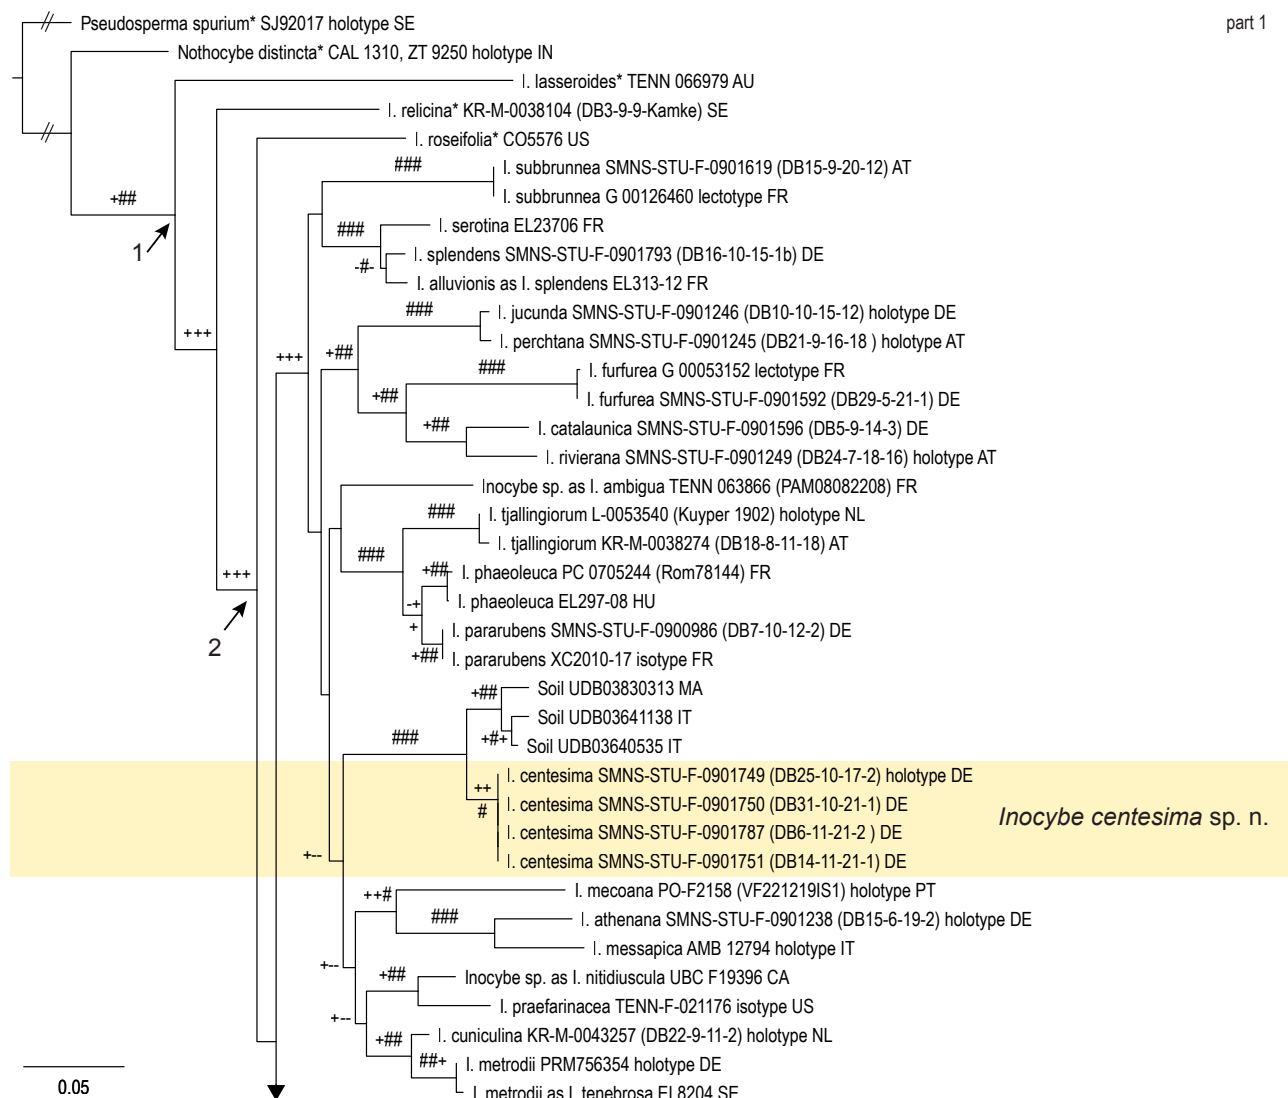 part 1
Pseudosperma spurium* SJ92017 holotype SE
Nothocybe distincta* CAL 1310, ZT 9250 holotype IN
I. lasseroides* TENN 066979 AU
I. relicina* KR-M-0038104 (DB3-9-9-Kamke) SE
I. roseifolia* CO5576 US
###
I. subbrunnea SMNS-STU-F-0901619 (DB15-9-20-12) AT
I. subbrunnea G 00126460 lectotype FR
+##
1
###
I. serotina EL23706 FR
I. splendens SMNS-STU-F-0901793 (DB16-10-15-1b) DE
-#-
I. alluvionis as I. splendens EL313-12 FR
###
I. jucunda SMNS-STU-F-0901246 (DB10-10-15-12) holotype DE
+++
I. perchtana SMNS-STU-F-0901245 (DB21-9-16-18 ) holotype AT
+++
+##
###
I. furfurea G 00053152 lectotype FR
+##
I. furfurea SMNS-STU-F-0901592 (DB29-5-21-1) DE
+##
I. catalaunica SMNS-STU-F-0901596 (DB5-9-14-3) DE
I. rivierana SMNS-STU-F-0901249 (DB24-7-18-16) holotype AT
Inocybe sp. as I. ambigua TENN 063866 (PAM08082208) FR
###
I. tjallingiorum L-0053540 (Kuyper 1902) holotype NL
###
I. tjallingiorum KR-M-0038274 (DB18-8-11-18) AT
+++
+##
I. phaeoleuca PC 0705244 (Rom78144) FR
2
-+
I. phaeoleuca EL297-08 HU
+
I. pararubens SMNS-STU-F-0900986 (DB7-10-12-2) DE
+##
I. pararubens XC2010-17 isotype FR
+##
Soil UDB03830313 MA
Soil UDB03641138 IT
###
+#+
Soil UDB03640535 IT
I. centesima SMNS-STU-F-0901749 (DB25-10-17-2) holotype DE
++
I. centesima SMNS-STU-F-0901750 (DB31-10-21-1) DE
#
Inocybe centesima sp. n.
I. centesima SMNS-STU-F-0901787 (DB6-11-21-2 ) DE
+--
I. centesima SMNS-STU-F-0901751 (DB14-11-21-1) DE
++#
I. mecoana PO-F2158 (VF221219IS1) holotype PT
###
I. athenana SMNS-STU-F-0901238 (DB15-6-19-2) holotype DE
I. messapica AMB 12794 holotype IT
+--
+##
Inocybe sp. as I. nitidiuscula UBC F19396 CA
I. praefarinacea TENN-F-021176 isotype US
+--
+##
I. cuniculina KR-M-0043257 (DB22-9-11-2) holotype NL
##+
I. metrodii PRM756354 holotype DE
0.05
I. metrodii as I. tenebrosa EL8204 SE